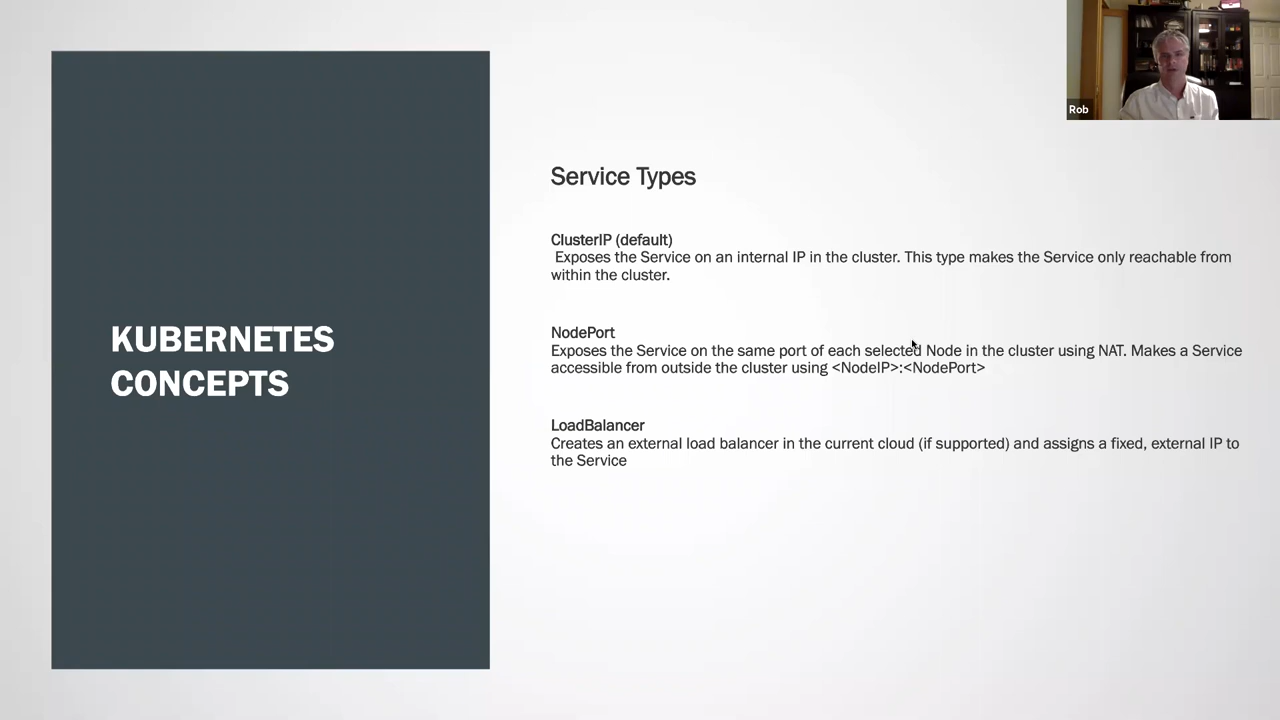 Rob
KUBERNETES
CONCEPTS
Service Types
ClusterIP (default)
Exposes the Service on an internal IP in the cluster. This type makes the Service only reachable from
within the cluster.
NodePort
Exposes the Service on the same port of each selected Node in the cluster using NAT. Makes a Service
accessible from outside the cluster using <NodeIP>:<NodePort>
LoadBalancer
Creates an external load balancer in the current cloud (if supported) and assigns a fixed, external IP to
the Service